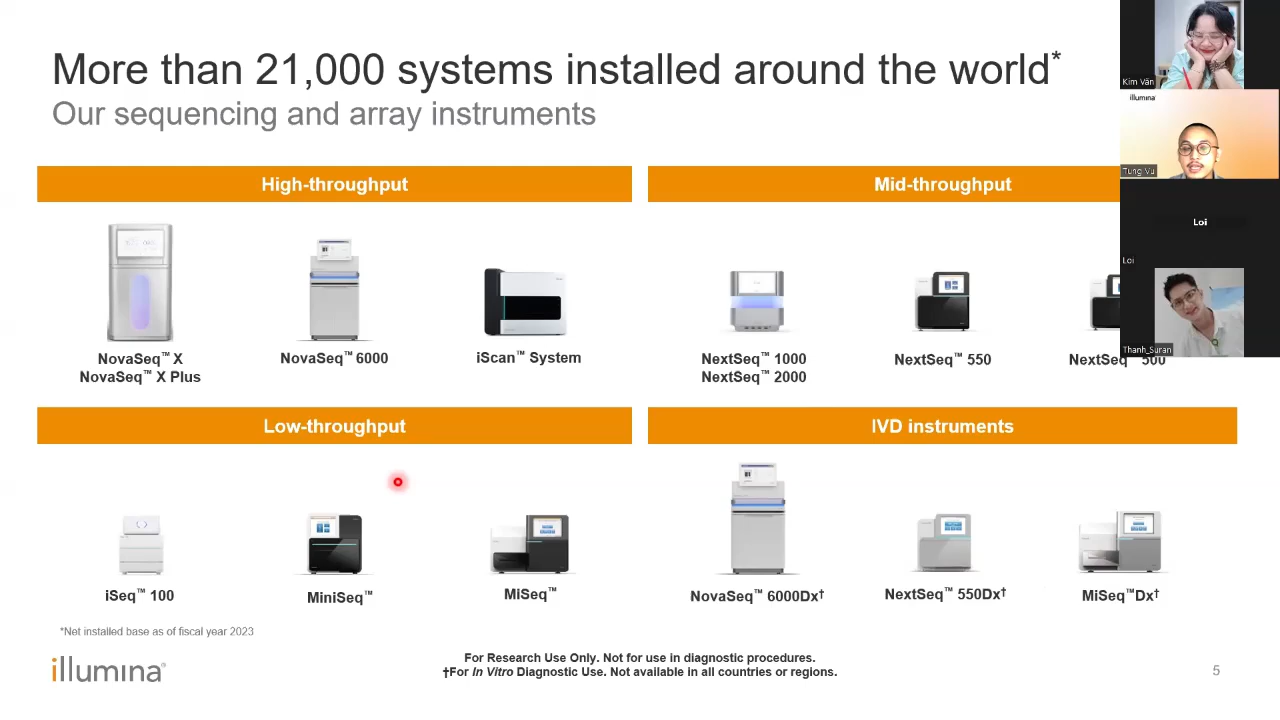 More than 21,000 systems installed around the world*
Our sequencing and array instruments
High-throughput
Mid-throughput
NovaSeq™ X
NovaSeq™ X Plus
NovaSeq™ 6000
iScan™ System
NextSeq™ 1000
NextSeq™ 2000
NextSeq™ 550
NextSeq™ 500
Low-throughput
IVD instruments
iSeq™ 100
MiniSeq™
MiSeq™
NovaSeq™ 6000Dx†
NextSeq™ 550Dx†
MiSeq™Dx†
*Net installed base as of fiscal year 2023
illumina®
For Research Use Only. Not for use in diagnostic procedures.
†For In Vitro Diagnostic Use. Not available in all countries or regions.
5
Kim Vân
illumina
Tung Vu
Loi
Loi
Thanh_Suran